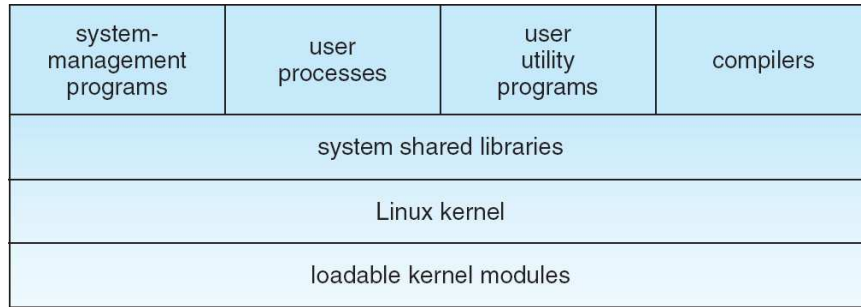 system-
management
programs
user
processes
user
utility
programs
compilers
system shared libraries
Linux kernel
loadable kernel modules